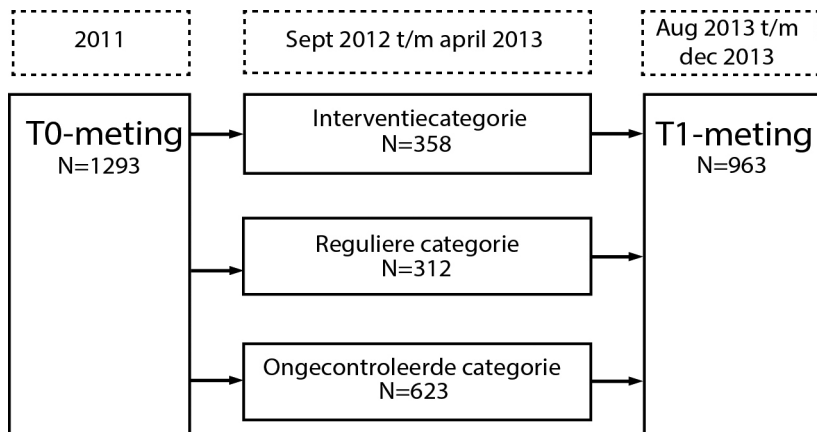 2011
Sept 2012 t/m april 2013
Aug 2013 t/m
dec 2013
T0-meting
N=1293
Interventiecategorie
N=358
Reguliere categorie
N=312
Ongecontroleerde categorie
N=623
T1-meting
N=963